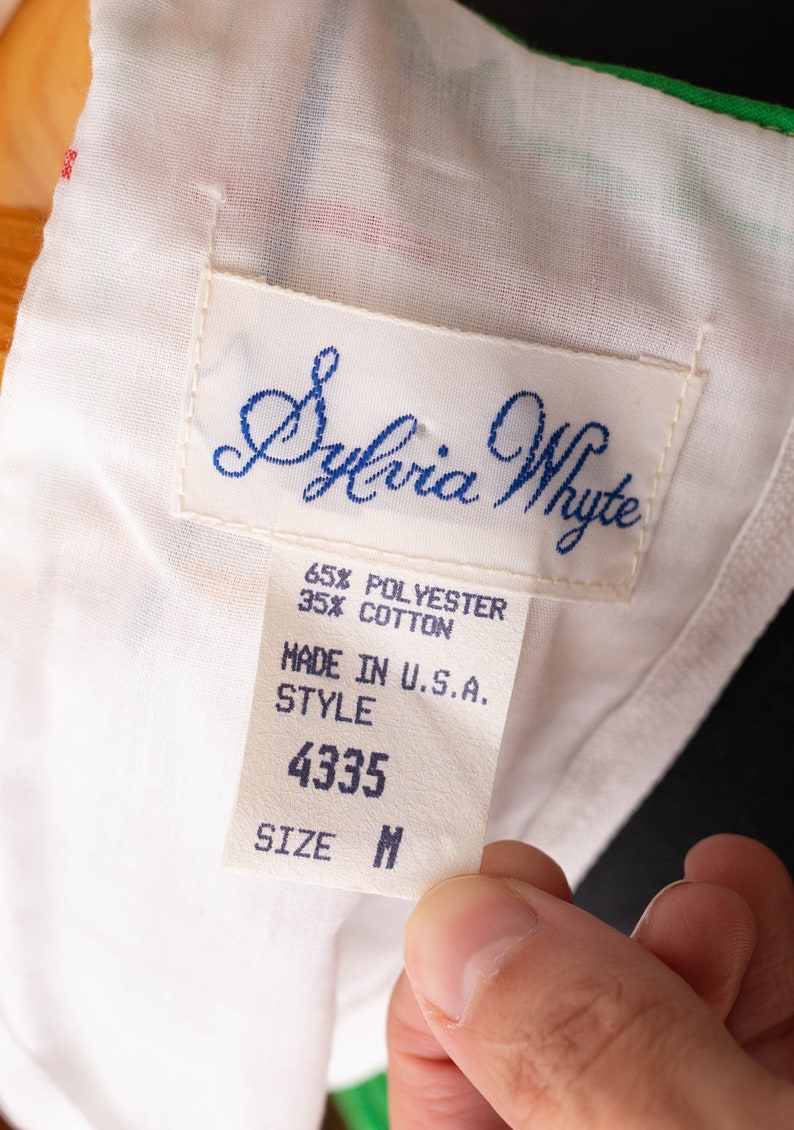 Sylvia Whyte
65% POLYESTER
35% COTTON
MADE IN U.S.A.
STYLE
4335
SIZE M